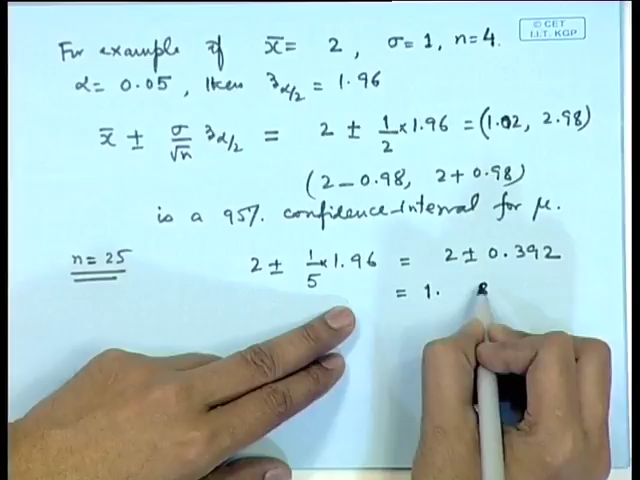 © CET
I.I.T. KGP
For example if x̄ = 2, σ=1, n=4.
α= 0.05, then z_{α/2} = 1.96
x̄ ± σ/√n z_{α/2} = 2 ± 1/2 × 1.96 = (1.02, 2.98)
(2 – 0.98, 2 + 0.98)
is a 95% confidence interval for μ.
n = 25 2 ± 1/5 × 1.96 = 2 ± 0.392
= 1. 8